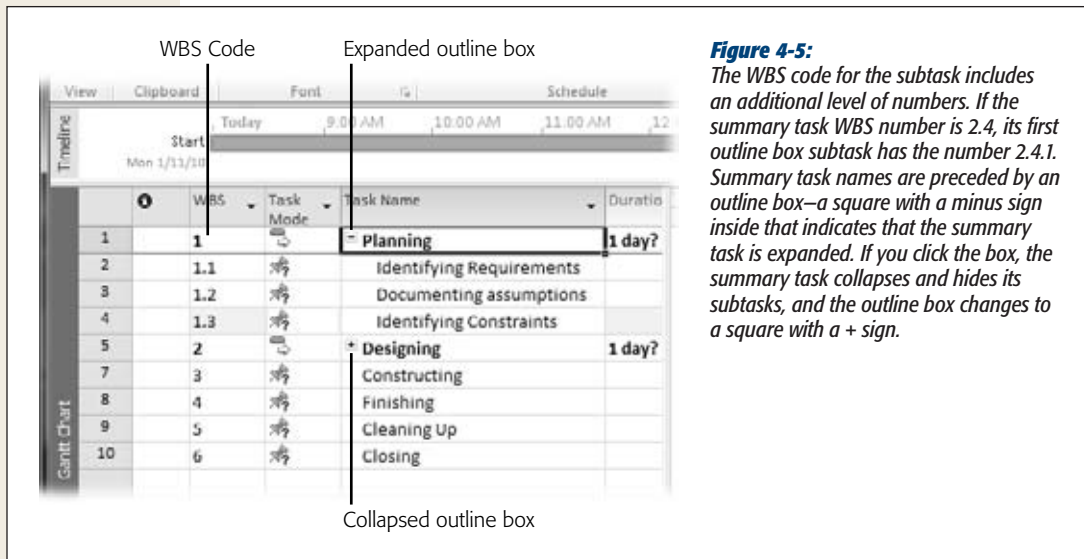 WBS Code
Expanded outline box
View Clipboard Font Schedule
Timeline
Today 9:00 AM 10:00 AM 11:00 AM 12
Start
Mon 1/11/10
WBS Task Mode Task Name Duratio
1 1 - Planning 1 day?
2 1.1 Identifying Requirements
3 1.2 Documenting assumptions
4 1.3 Identifying Constraints
5 2 + Designing 1 day?
7 3 Constructing
8 4 Finishing
9 5 Cleaning Up
10 6 Closing
Gantt Chart
Collapsed outline box
Figure 4-5:
The WBS code for the subtask includes
an additional level of numbers. If the
summary task WBS number is 2.4, its first
outline box subtask has the number 2.4.1.
Summary task names are preceded by an
outline box—a square with a minus sign
inside that indicates that the summary
task is expanded. If you click the box, the
summary task collapses and hides its
subtasks, and the outline box changes to
a square with a + sign.